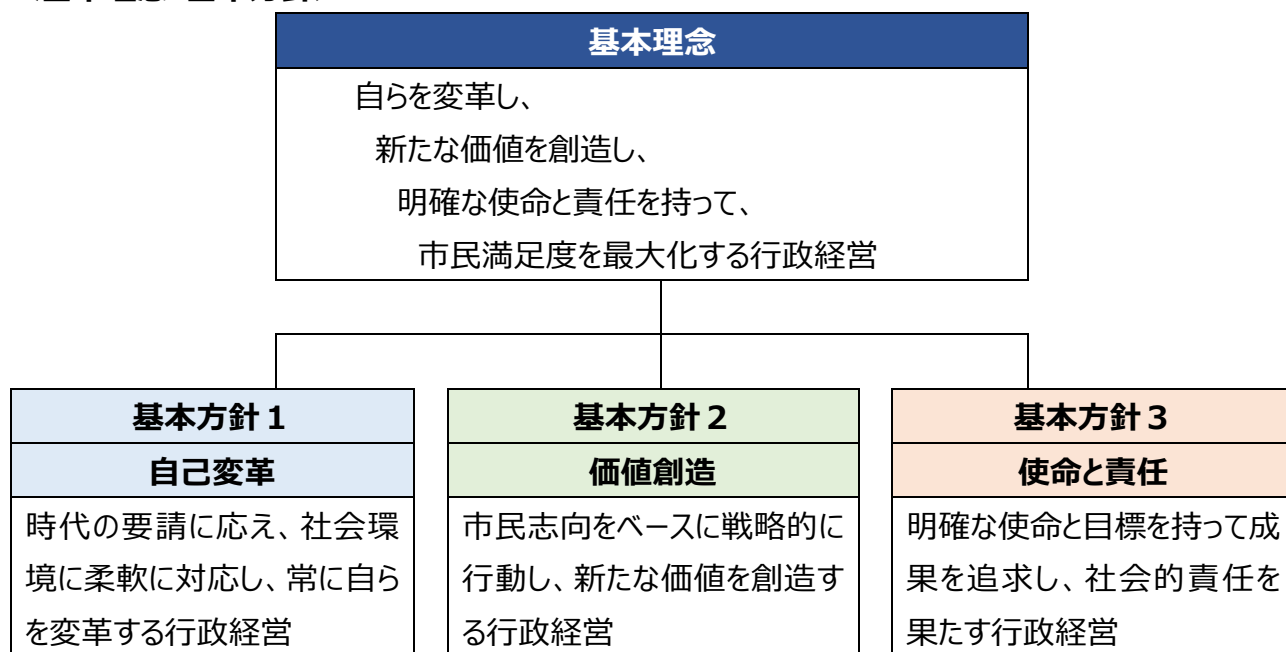 基本理念
自らを変革し、
新たな価値を創造し、
明確な使命と責任を持って、
市民満足度を最大化する行政経営
基本方針１
自己変革
時代の要請に応え、社会環
境に柔軟に対応し、常に自ら
を変革する行政経営
基本方針２
価値創造
市民志向をベースに戦略的に
行動し、新たな価値を創造す
る行政経営
基本方針３
使命と責任
明確な使命と目標を持って成
果を追求し、社会的責任を
果たす行政経営